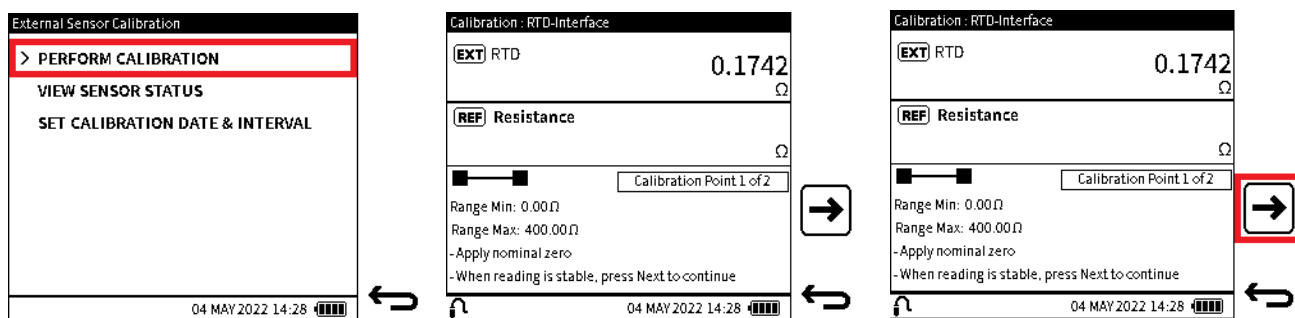 External Sensor Calibration
> PERFORM CALIBRATION
VIEW SENSOR STATUS
SET CALIBRATION DATE & INTERVAL
04 MAY 2022 14:28
Calibration : RTD-Interface
EXT RTD
0.1742
Ω
REF Resistance
Ω
Calibration Point 1 of 2
Range Min: 0.00Ω
Range Max: 400.00Ω
-Apply nominal zero
-When reading is stable, press Next to continue
04 MAY 2022 14:28
Calibration : RTD-Interface
EXT RTD
0.1742
Ω
REF Resistance
Ω
Calibration Point 1 of 2
Range Min: 0.00Ω
Range Max: 400.00Ω
-Apply nominal zero
-When reading is stable, press Next to continue
04 MAY 2022 14:28